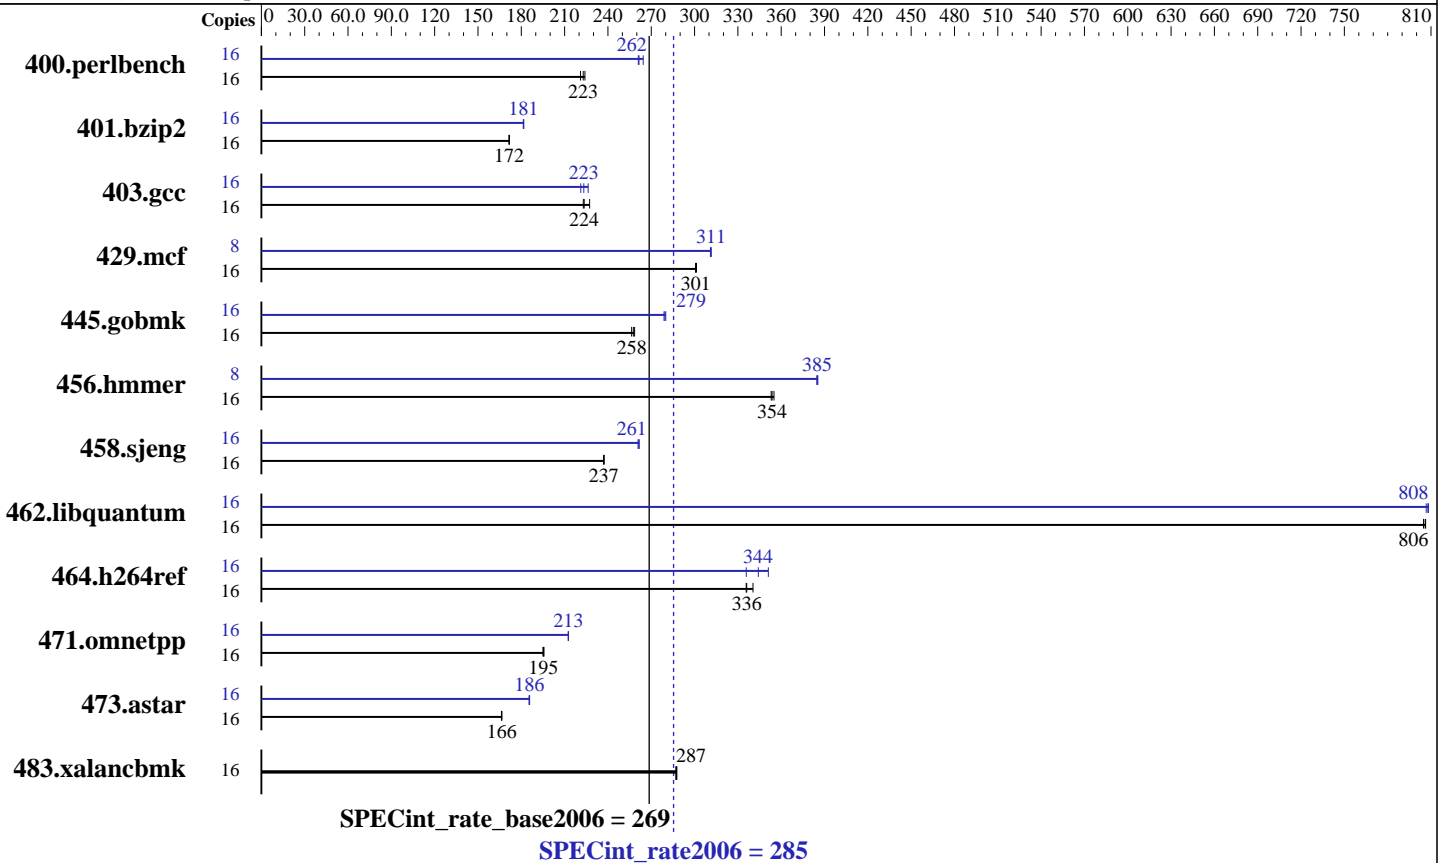 Copies 0 30.0 60.0 90.0 120 150 180 210 240 270 300 330 360 390 420 450 480 510 540 570 600 630 660 690 720 750 810
400.perlbench 16 262
16 223
401.bzip2 16 181
16 172
403.gcc 16 223
16 224
429.mcf 8 311
16 301
445.gobmk 16 279
16 258
456.hmmer 8 385
16 354
458.sjeng 16 261
16 237
462.libquantum 16 808
16 806
464.h264ref 16 344
16 336
471.omnetpp 16 213
16 195
473.astar 16 186
16 166
483.xalancbmk 16 287
SPECint_rate_base2006 = 269
SPECint_rate2006 = 285